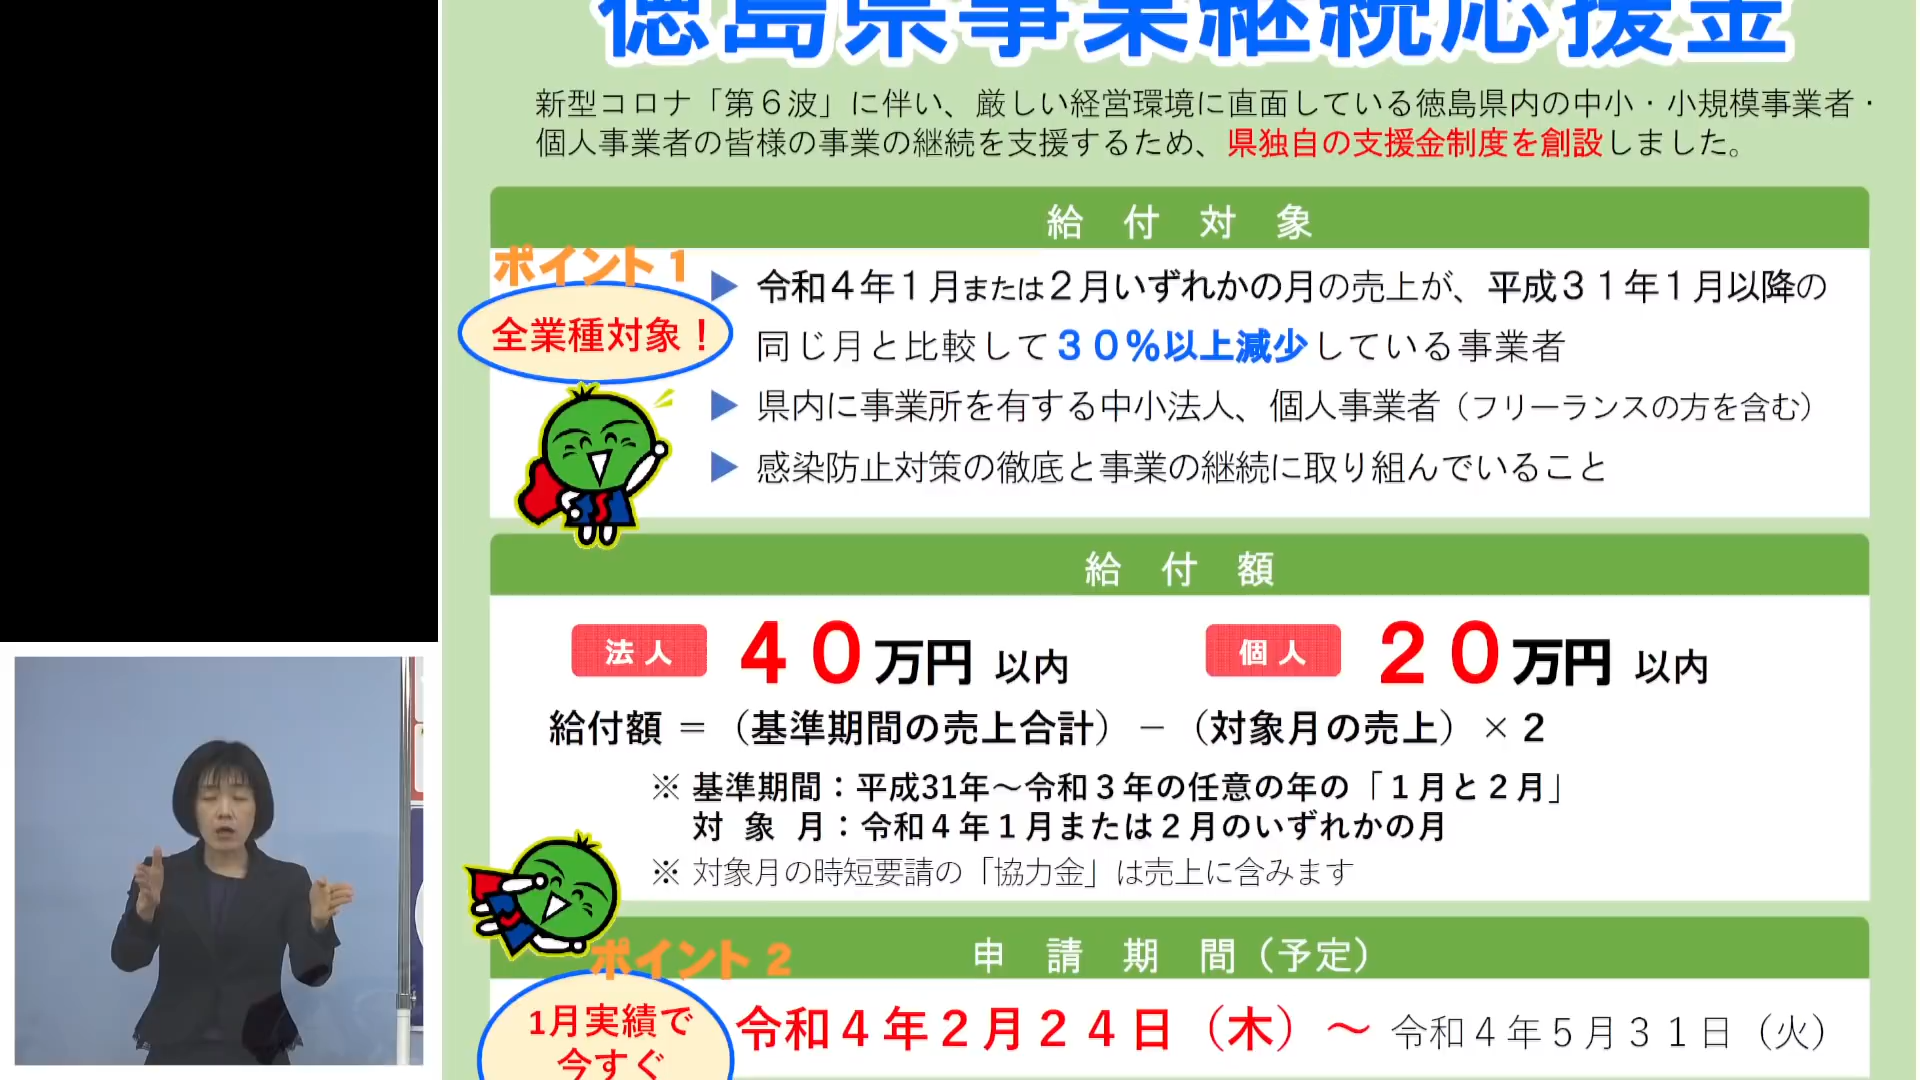 徳島県事業継続応援金
新型コロナ「第６波」に伴い、厳しい経営環境に直面している徳島県内の中小・小規模事業者・
個人事業者の皆様の事業の継続を支援するため、県独自の支援金制度を創設しました。
給付対象
ポイント１
全業種対象！
▶ 令和４年１月または２月いずれかの月の売上が、平成３１年１月以降の
同じ月と比較して３０％以上減少している事業者
▶ 県内に事業所を有する中小法人、個人事業者（フリーランスの方を含む）
▶ 感染防止対策の徹底と事業の継続に取り組んでいること
給付額
法人 ４０万円 以内 個人 ２０万円 以内
給付額 ＝（基準期間の売上合計）－（対象月の売上）×２
※ 基準期間：平成31年～令和３年の任意の年の「１月と２月」
対象月：令和４年１月または２月のいずれかの月
※ 対象月の時短要請の「協力金」は売上に含みます
ポイント２
申請期間（予定）
1月実績で
今すぐ
令和４年２月２４日（木）～ 令和４年５月３１日（火）